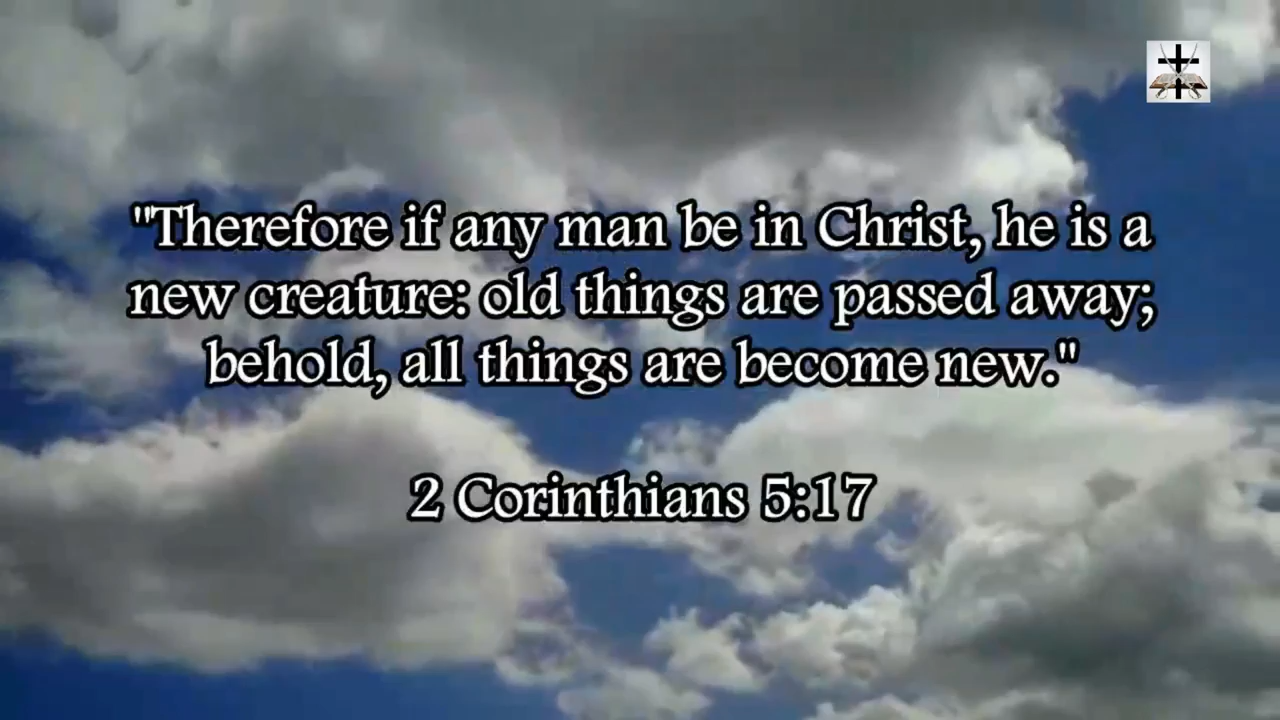 "Therefore if any man be in Christ, he is a
new creature: old things are passed away;
behold, all things are become new."
2 Corinthians 5:17